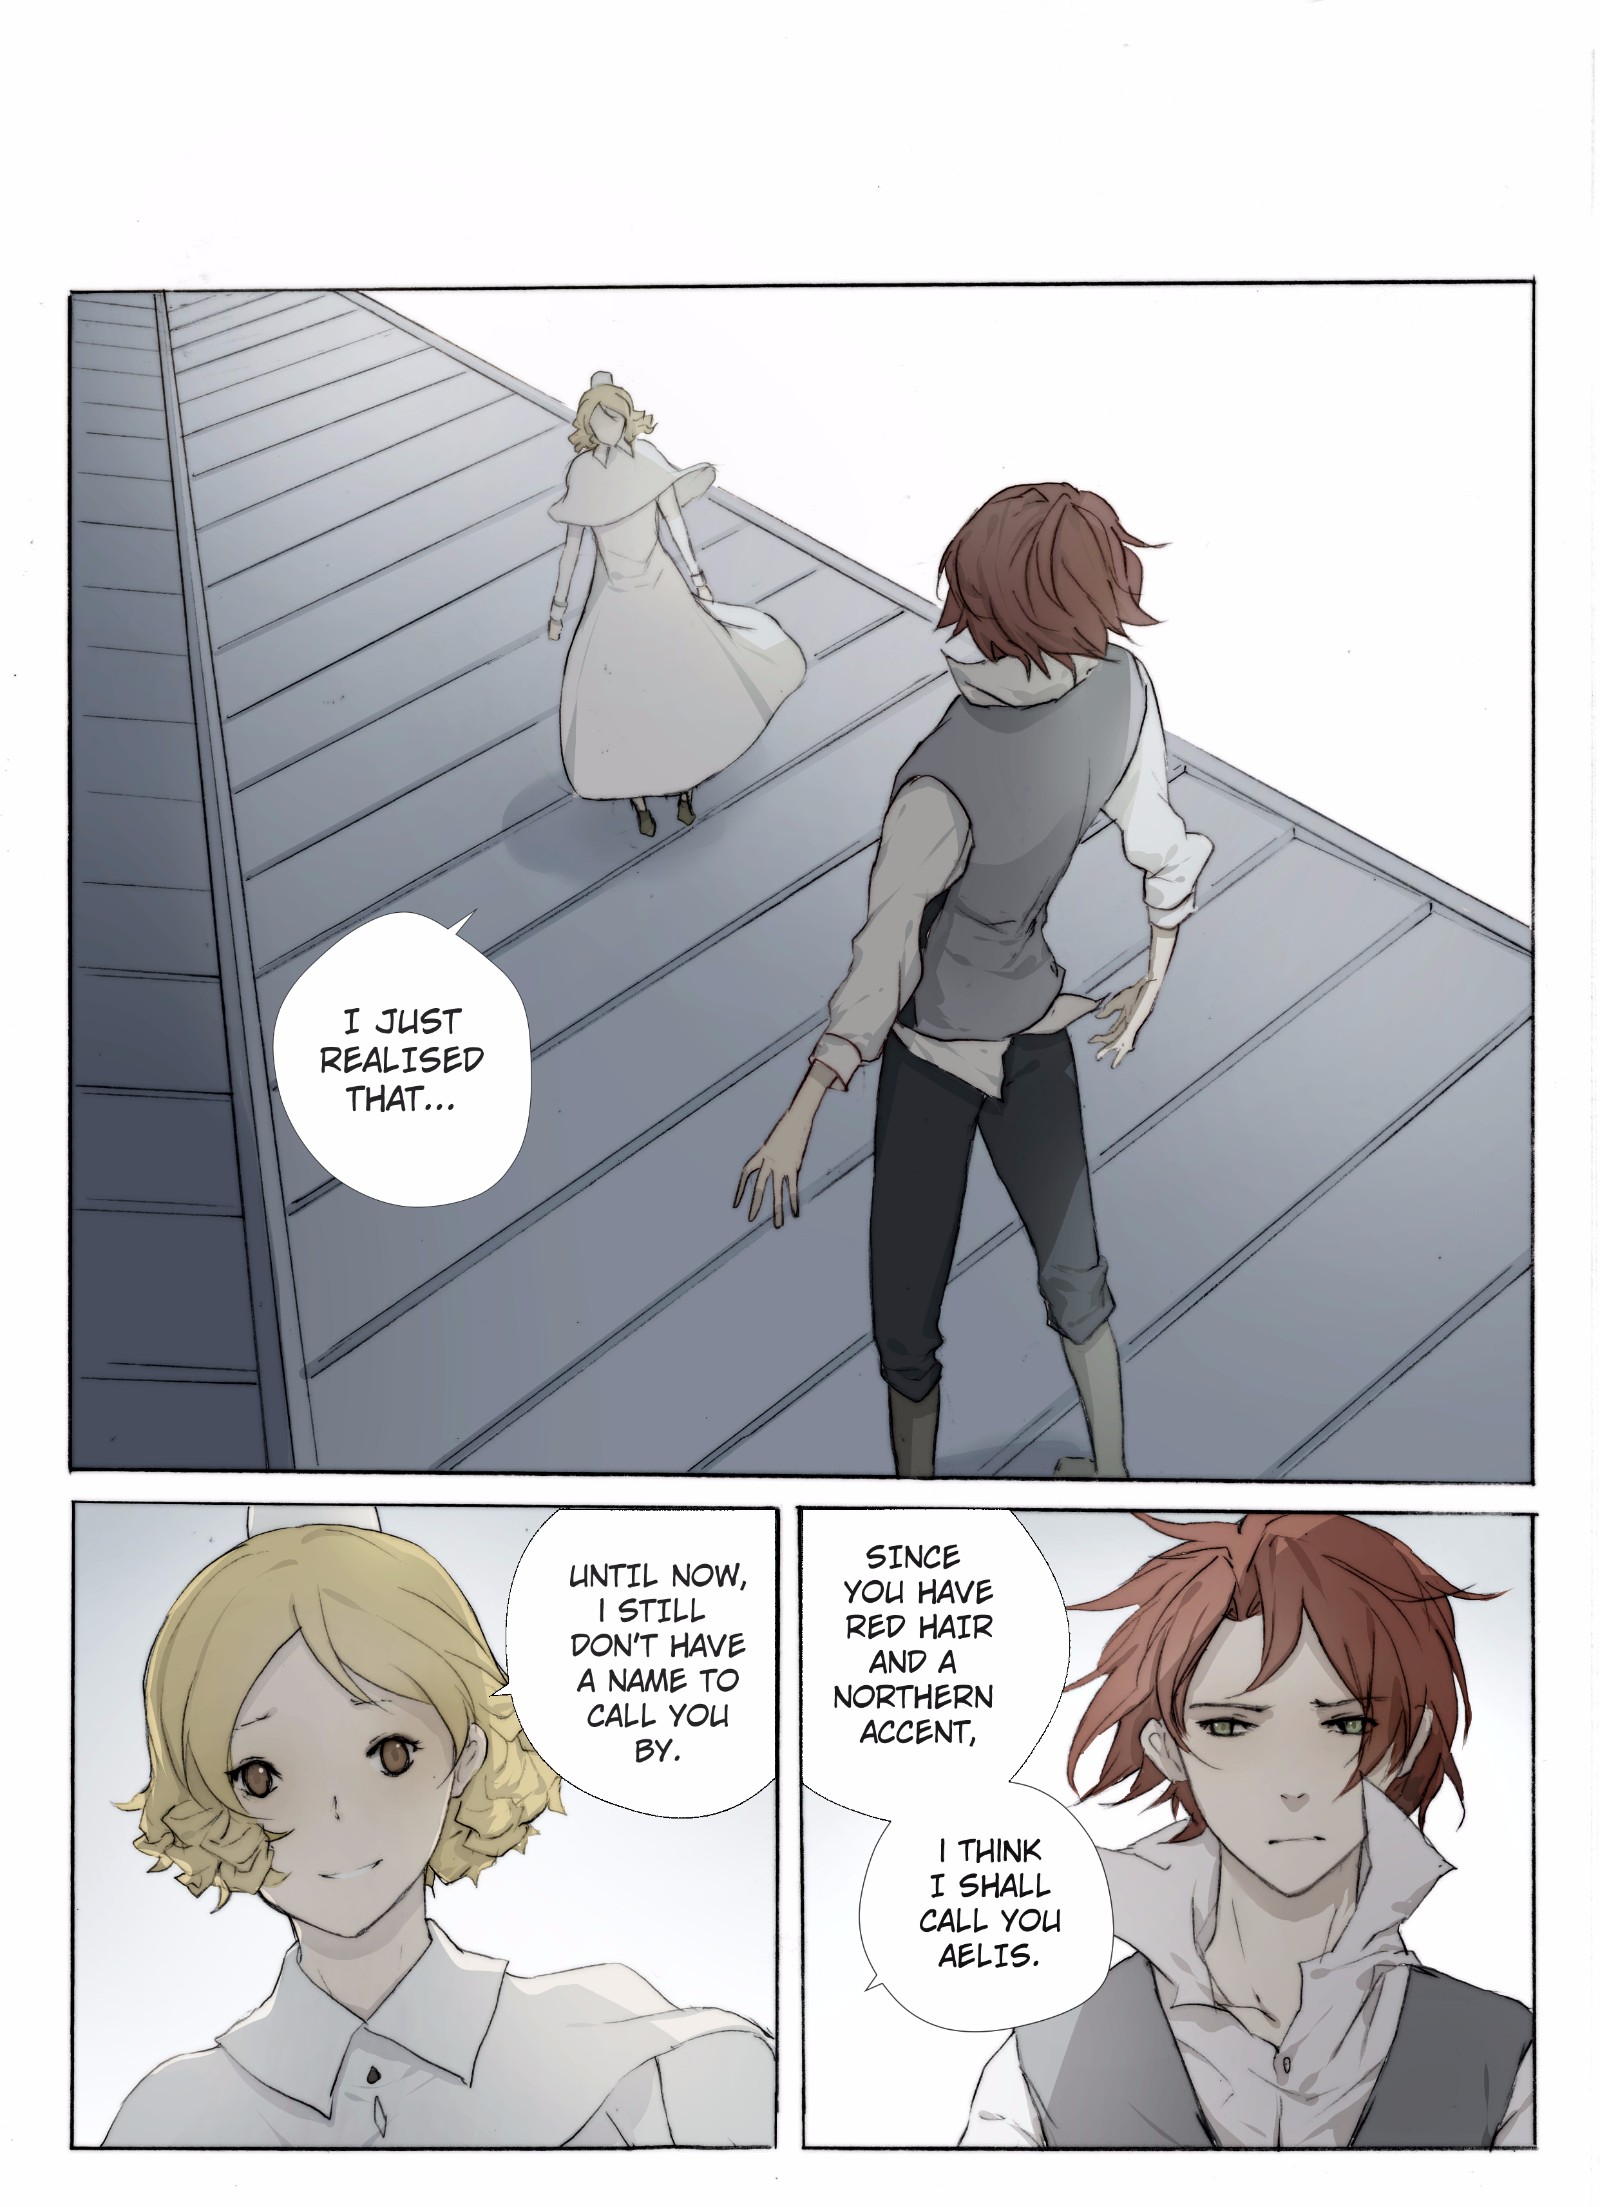 I JUST
REALISED
THAT...
UNTIL NOW,
I STILL
DON'T HAVE
A NAME TO
CALL YOU
BY.
SINCE
YOU HAVE
RED HAIR
AND A
NORTHERN
ACCENT,
I THINK
I SHALL
CALL YOU
AELIS.